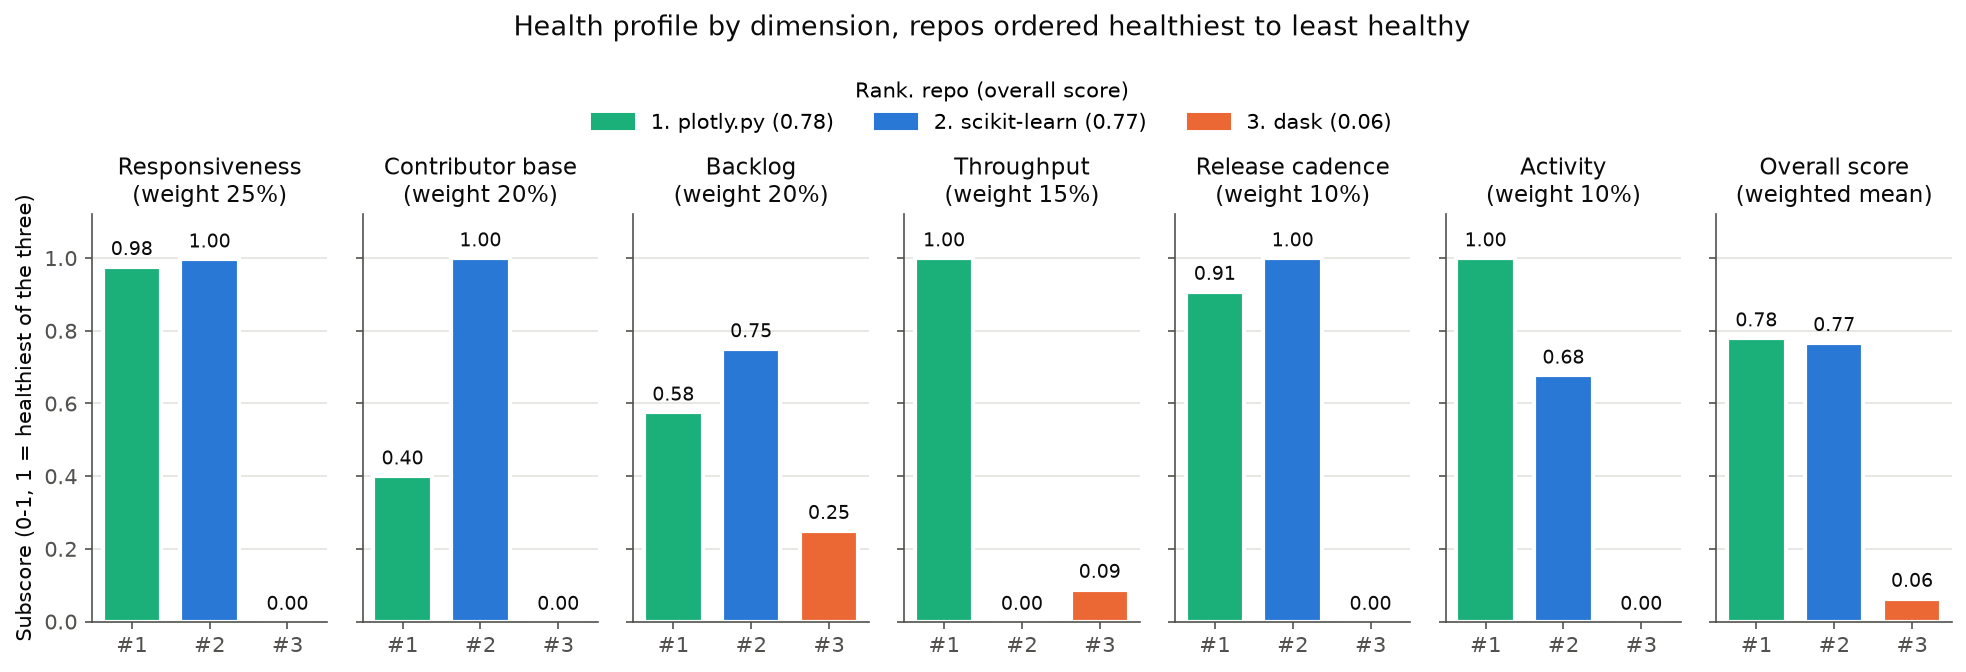 Health profile by dimension, repos ordered healthiest to least healthy
Rank. repo (overall score)
1. plotly.py (0.78)
2. scikit-learn (0.77)
3. dask (0.06)
Subscore (0-1, 1 = healthiest of the three)
1.0
0.8
0.6
0.4
0.2
0.0
Responsiveness
(weight 25%)
0.98
1.00
0.00
#1 #2 #3
Contributor base
(weight 20%)
0.40
1.00
0.00
#1 #2 #3
Backlog
(weight 20%)
0.58
0.75
0.25
#1 #2 #3
Throughput
(weight 15%)
1.00
0.00
0.09
#1 #2 #3
Release cadence
(weight 10%)
0.91
1.00
0.00
#1 #2 #3
Activity
(weight 10%)
1.00
0.68
0.00
#1 #2 #3
Overall score
(weighted mean)
0.78
0.77
0.06
#1 #2 #3